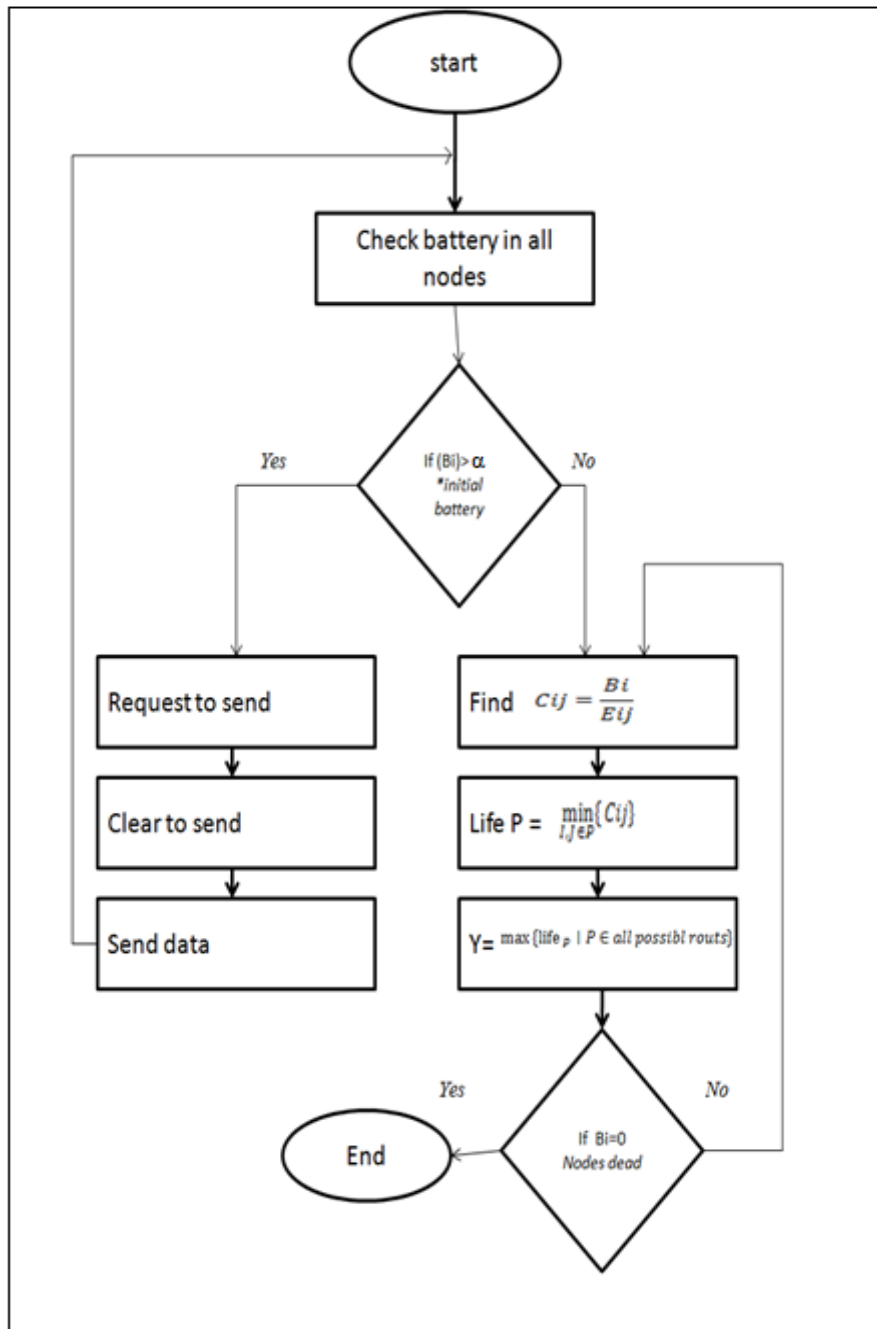 start
Check battery in all
nodes
If (Bi)> α
*initial
battery
Yes
No
Request to send
Clear to send
Send data
Find Cij = Bi / Eij
Life P = min {Cij}
I,J∈P
Y= max {life P | P ∈ all possibl routs}
If Bi=0
Nodes dead
Yes
No
End